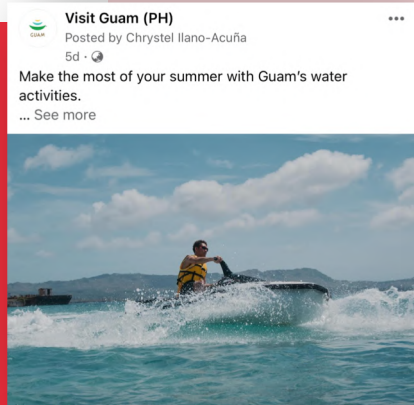 GUAM
Visit Guam (PH)
Posted by Chrystel Ilano-Acuña
5d ·
Make the most of your summer with Guam's water
activities.
... See more